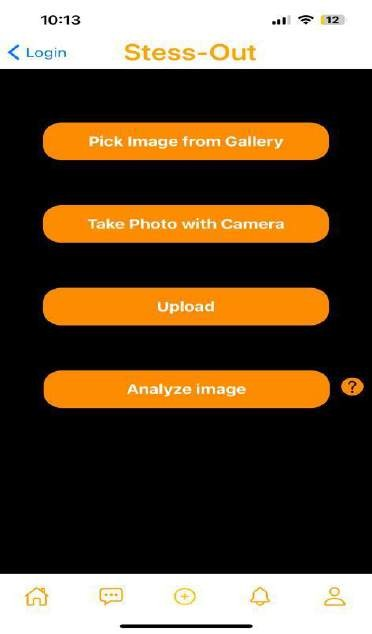 10:13
12
Login
Stess-Out
Pick Image from Gallery
Take Photo with Camera
Upload
Analyze image
?